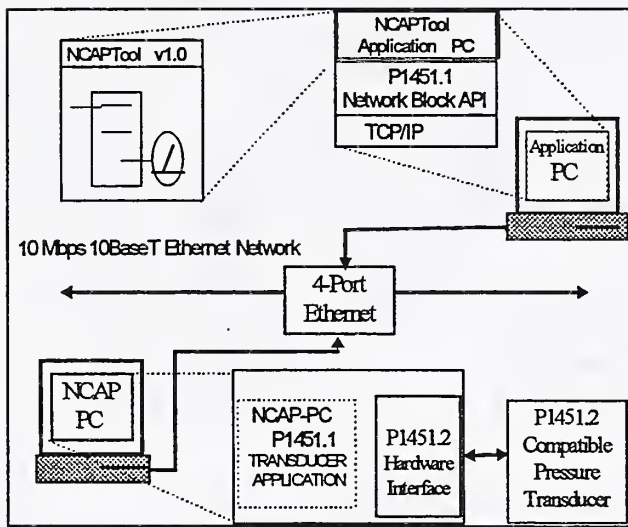 NCAPTool v1.0
NCAPTool
Application PC
P1451.1
Network Block API
TCP/IP
Application
PC
10 Mbps 10BaseT Ethernet Network
4-Port
Ethernet
NCAP
PC
NCAP-PC
P1451.1
TRANSDUCER
APPLICATION
P1451.2
Hardware
Interface
P1451.2
Compatible
Pressure
Transducer